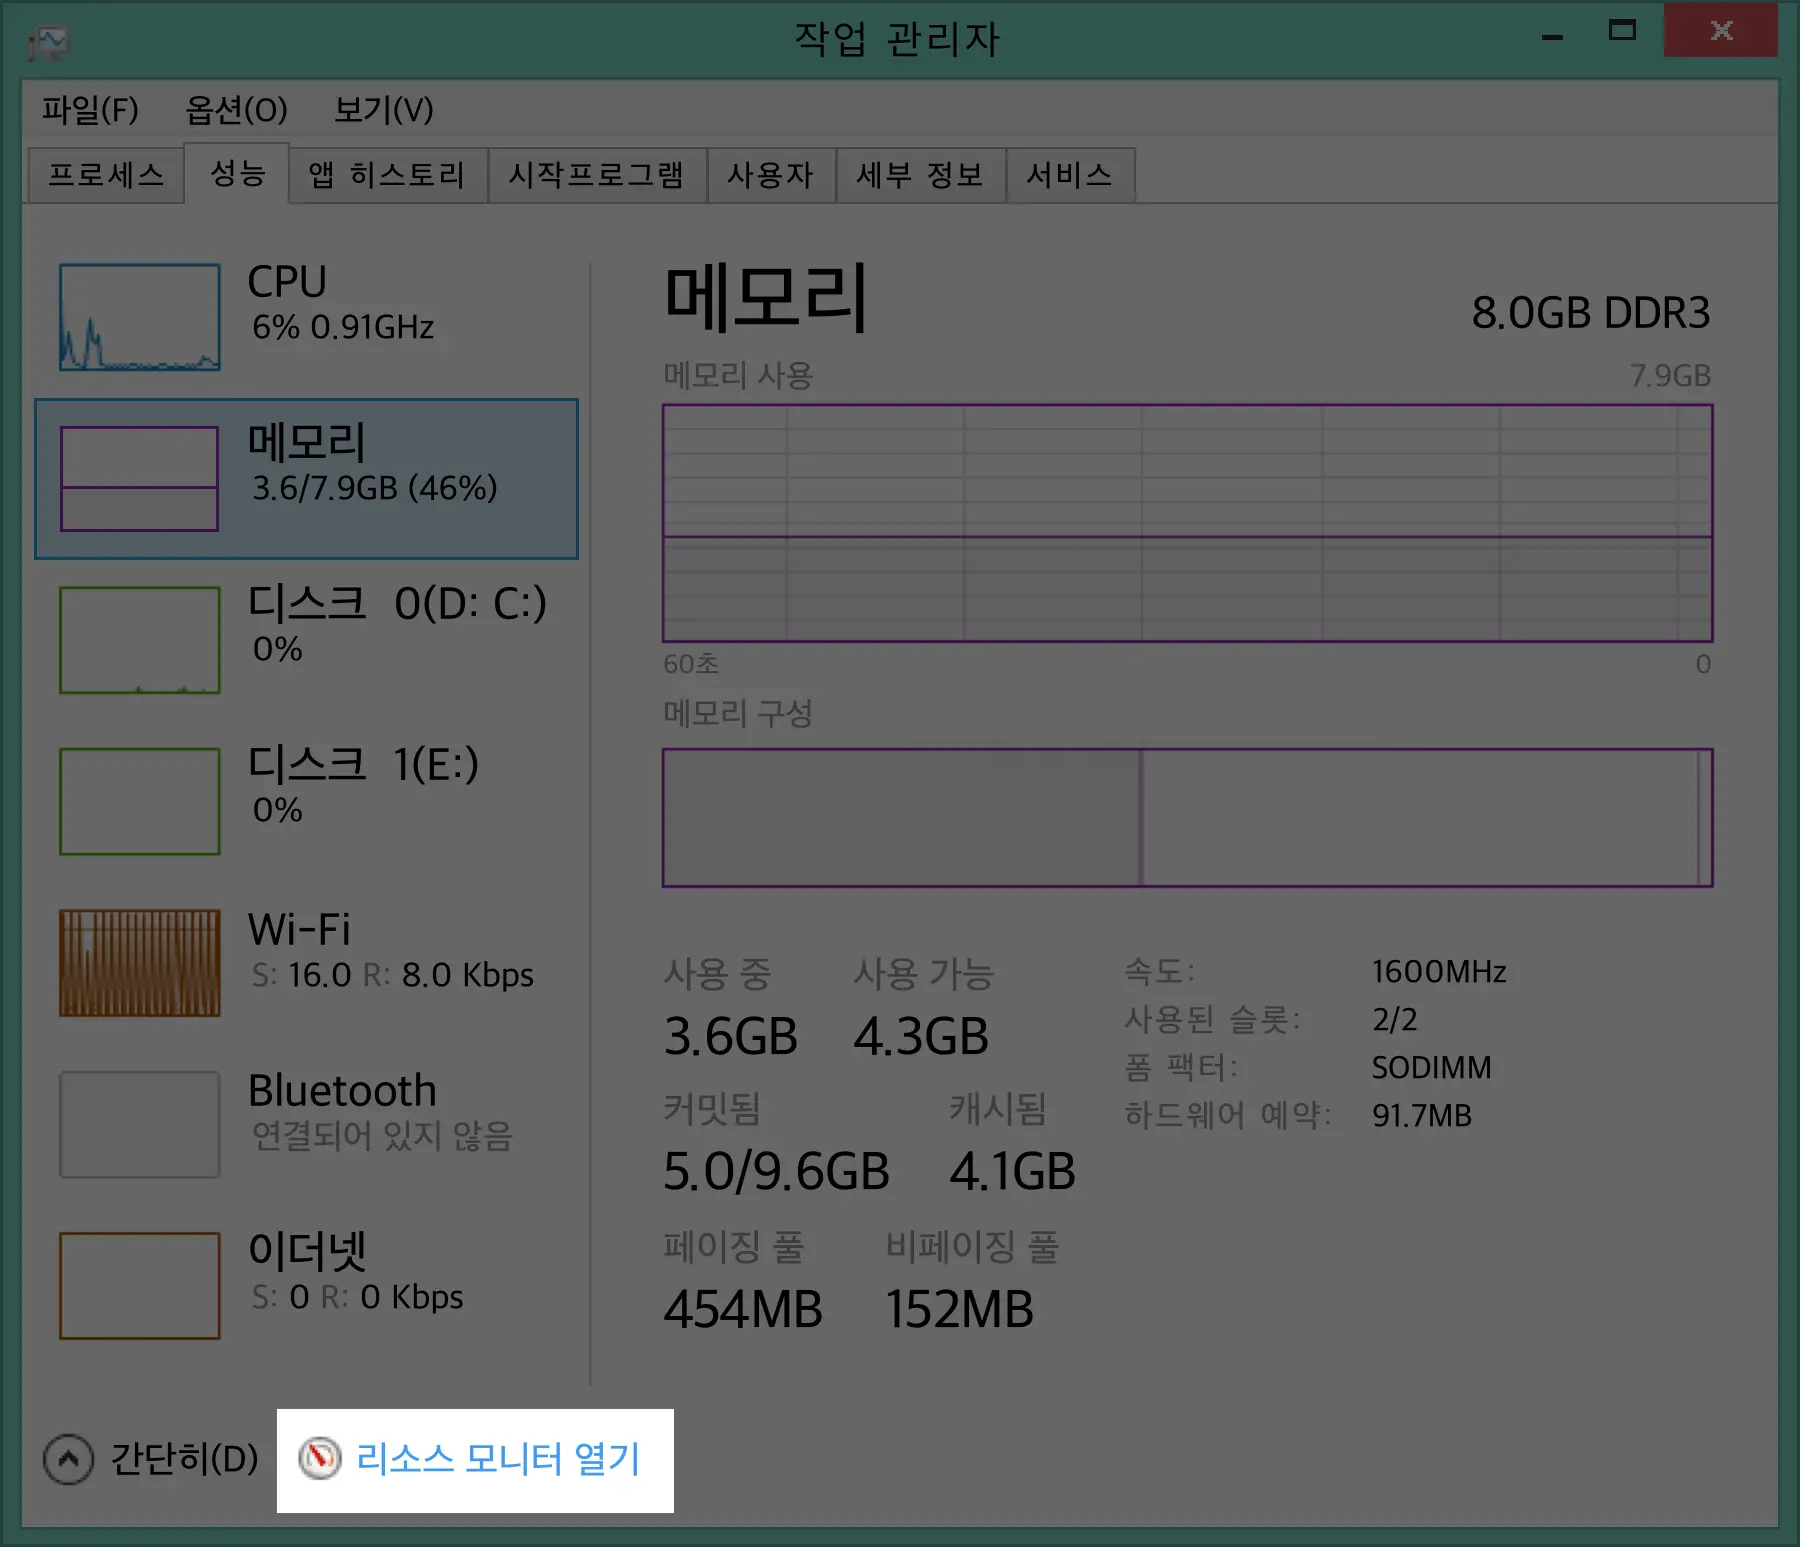 작업 관리자
파일(F) 옵션(O) 보기(V)
프로세스 성능 앱 히스토리 시작프로그램 사용자 세부 정보 서비스
CPU
6% 0.91GHz
메모리
3.6/7.9GB (46%)
디스크 0(D: C:)
0%
디스크 1(E:)
0%
Wi-Fi
S: 16.0 R: 8.0 Kbps
Bluetooth
연결되어 있지 않음
이더넷
S: 0 R: 0 Kbps
메모리 8.0GB DDR3
메모리 사용 7.9GB
60초 0
메모리 구성
사용 중 사용 가능
3.6GB 4.3GB
커밋됨 캐시됨
5.0/9.6GB 4.1GB
페이징 풀 비페이징 풀
454MB 152MB
속도: 1600MHz
사용된 슬롯: 2/2
폼 팩터: SODIMM
하드웨어 예약: 91.7MB
간단히(D) 리소스 모니터 열기